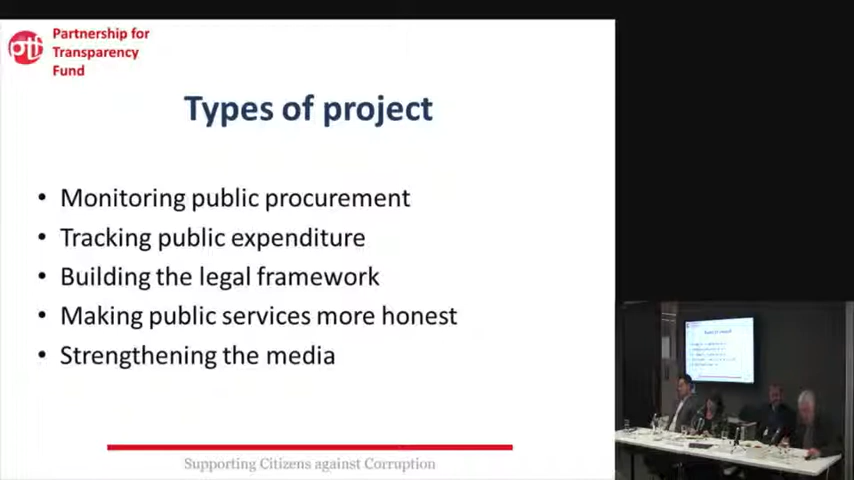 ptf
Partnership for
Transparency
Fund
Types of project
• Monitoring public procurement
• Tracking public expenditure
• Building the legal framework
• Making public services more honest
• Strengthening the media
Supporting Citizens against Corruption